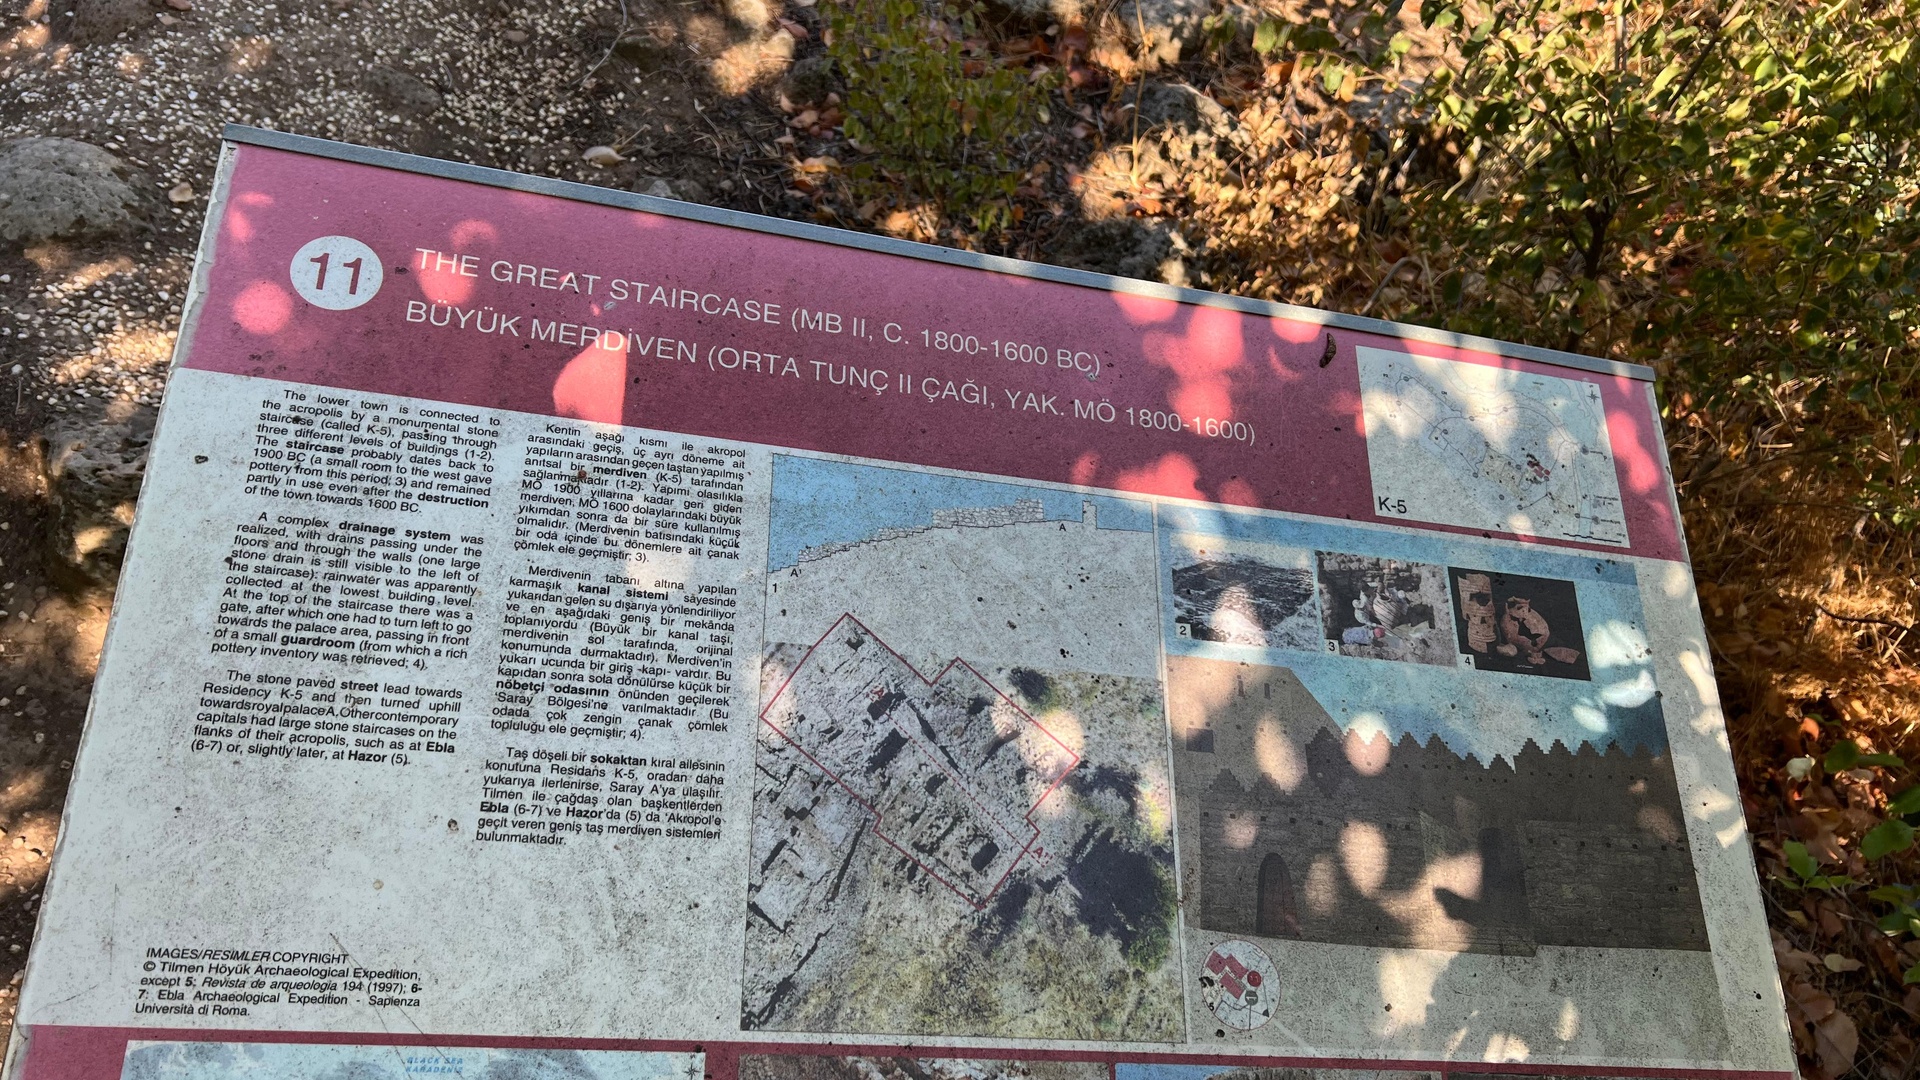 11
THE GREAT STAIRCASE (MB II, C. 1800-1600 BC)
BÜYÜK MERDİVEN (ORTA TUNÇ II ÇAĞI, YAK. MÖ 1800-1600)
K-5
The lower town is connected to
the acropolis by a monumental stone
staircase (called K-5), passing through
three different levels of buildings (1-2).
The staircase probably dates back to
1900 BC (a small room to the west gave
pottery from this period; 3) and remained
partly in use even after the destruction
of the town towards 1600 BC.
A complex drainage system was
realized, with drains passing under the
floors and through the walls (one large
stone drain is still visible to the left of
the staircase): rainwater was apparently
collected at the lowest building level.
At the top of the staircase there was a
gate, after which one had to turn left to go
towards the palace area, passing in front
of a small guardroom (from which a rich
pottery inventory was retrieved; 4).
The stone paved street lead towards
Residency K-5 and then turned uphill
towards royal palace A. Other contemporary
capitals had large stone staircases on the
flanks of their acropolis, such as at Ebla
(6-7) or, slightly later, at Hazor (5).
Kentin aşağı kısmı ile akropol
arasındaki geçiş, üç ayrı döneme ait
yapıların arasından geçen taştan yapılmış
anıtsal bir merdiven (K-5) tarafından
sağlanmaktadır (1-2). Yapımı olasılıkla
MÖ 1900 yıllarına kadar geri giden
merdiven, MÖ 1600 dolaylarındaki büyük
yıkımdan sonra da bir süre kullanılmış
olmalıdır. (Merdivenin batısındaki küçük
bir oda içinde bu dönemlere ait çanak
çömlek ele geçmiştir; 3).
Merdivenin tabanı altına yapılan
karmaşık kanal sistemi sayesinde
yukarıdan gelen su dışarıya yönlendiriliyor
ve en aşağıdaki geniş bir mekânda
toplanıyordu (Büyük bir kanal taşı,
merdivenin sol tarafında, orijinal
konumunda durmaktadır). Merdiven'in
yukarı ucunda bir giriş -kapı- vardır. Bu
kapıdan sonra sola dönülürse küçük bir
nöbetçi odasının önünden geçilerek
'Saray' Bölgesi'ne varılmaktadır (Bu
odada çok zengin çanak çömlek
topluluğu ele geçmiştir; 4).
Taş döşeli bir sokaktan kıral ailesinin
konutuna Residans K-5, oradan daha
yukarıya ilerlenirse, Saray A'ya ulaşılır.
Tilmen ile çağdaş olan başkentlerden
Ebla (6-7) ve Hazor'da (5) da 'Akropol'e
geçit veren geniş taş merdiven sistemleri
bulunmaktadır.
A
A'
1
2
3
4
A'
5
IMAGES/RESIMLER COPYRIGHT
© Tilmen Höyük Archaeological Expedition,
except 5: Revista de arqueologia 194 (1997); 6-
7: Ebla Archaeological Expedition - Sapienza
Università di Roma.
BLACK SEA
KARADENİZ